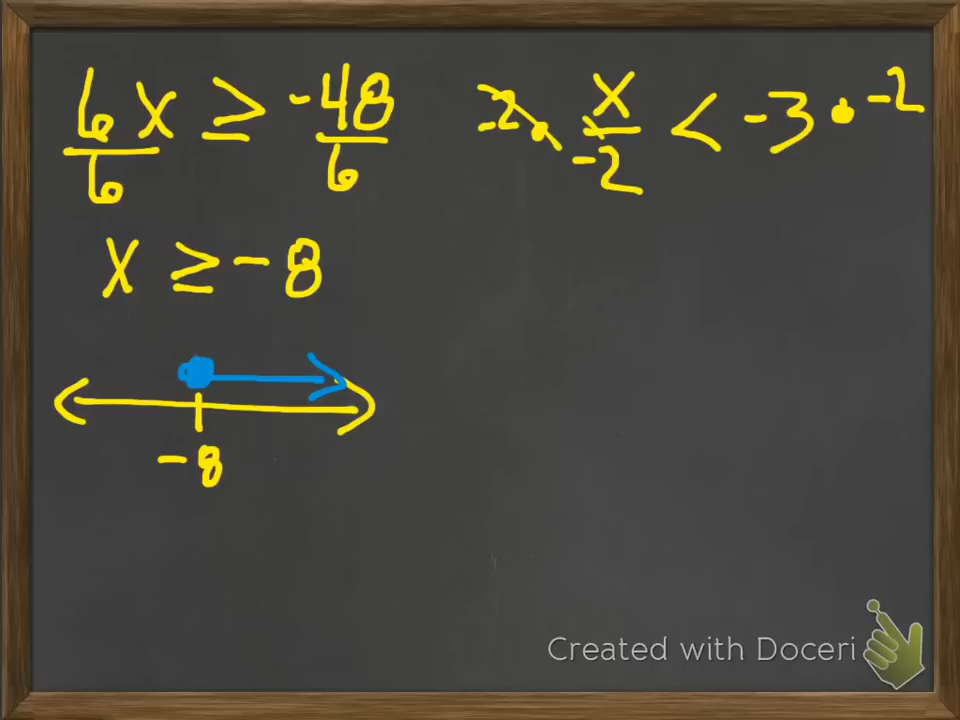 6x ≥ -48
6 6
x ≥ -8
-8
-2 • x < -3 • -2
-2
Created with Doceri